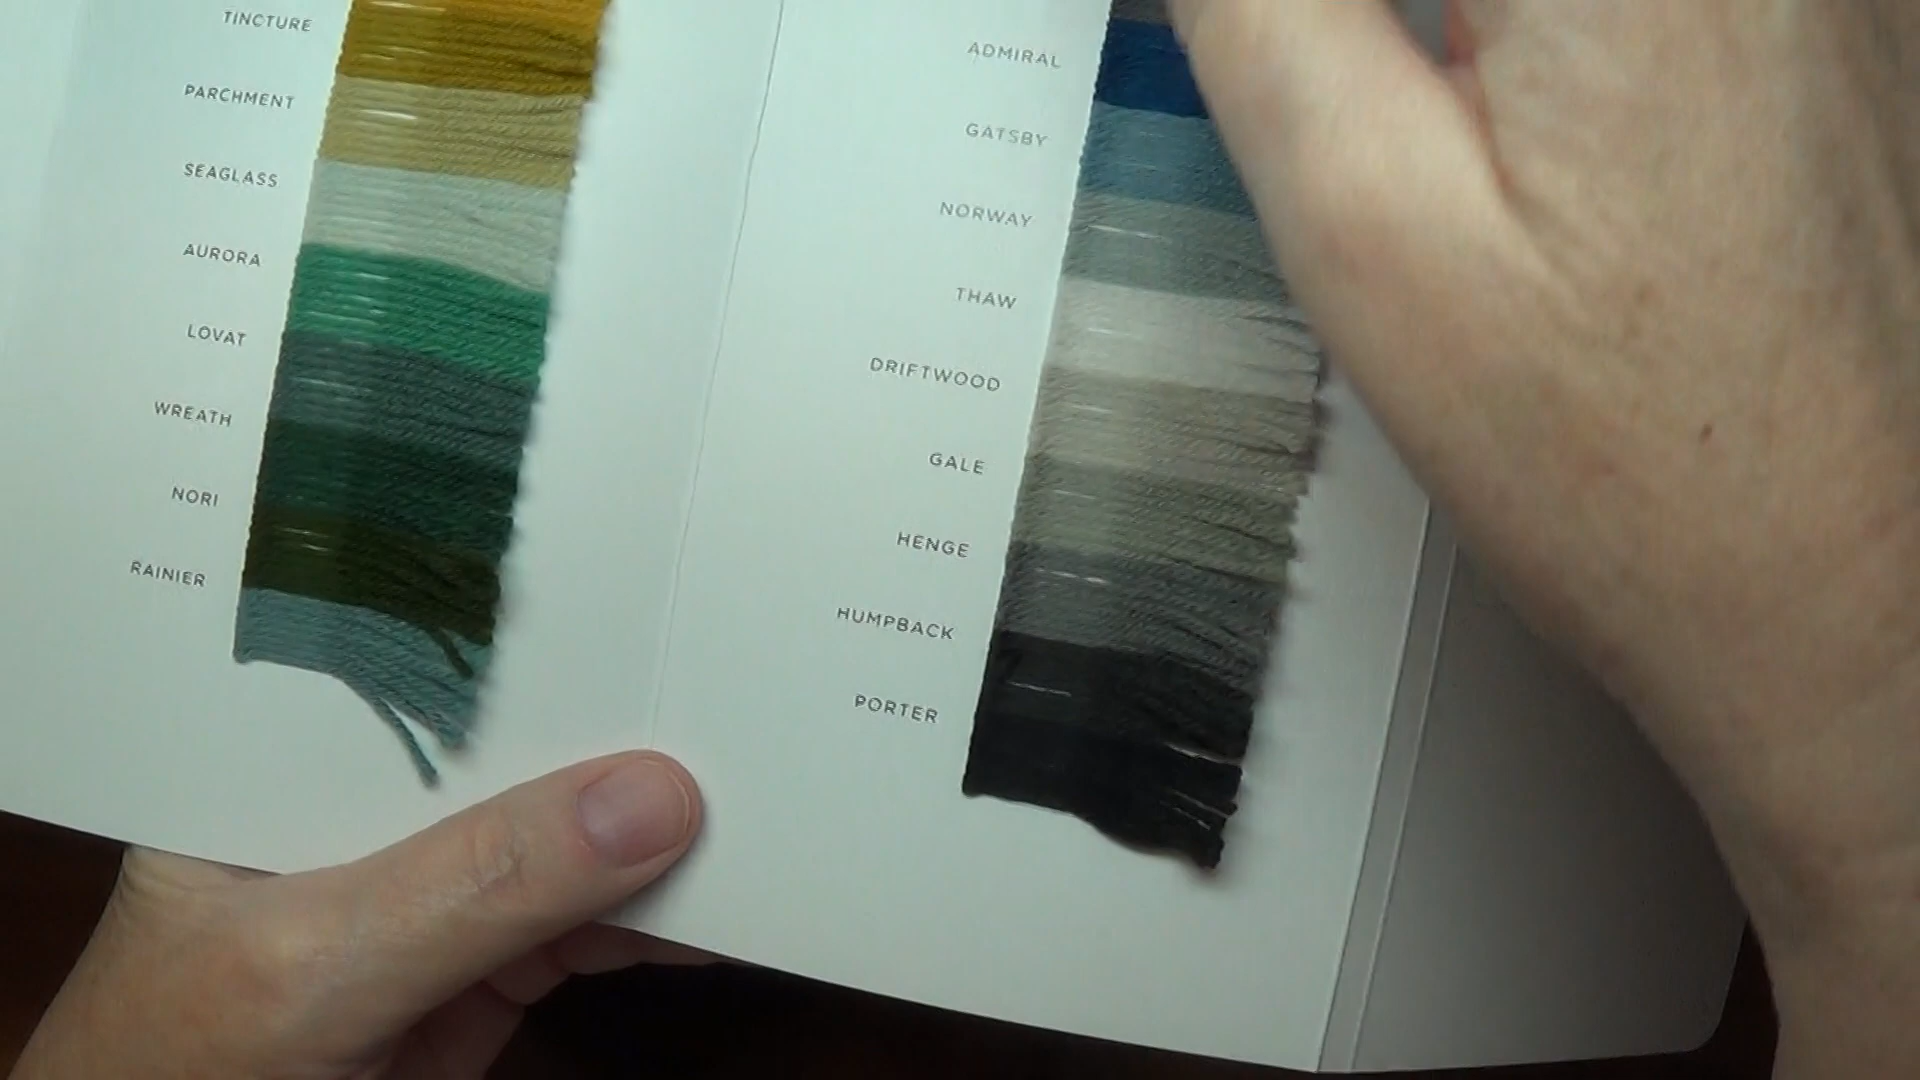 TINCTURE
PARCHMENT
SEAGLASS
AURORA
LOVAT
WREATH
NORI
RAINIER
ADMIRAL
GATSBY
NORWAY
THAW
DRIFTWOOD
GALE
HENGE
HUMPBACK
PORTER